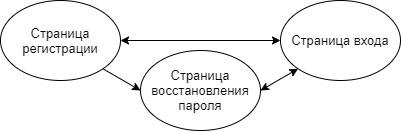 Страница
регистрации
Страница входа
Страница
восстановления
пароля